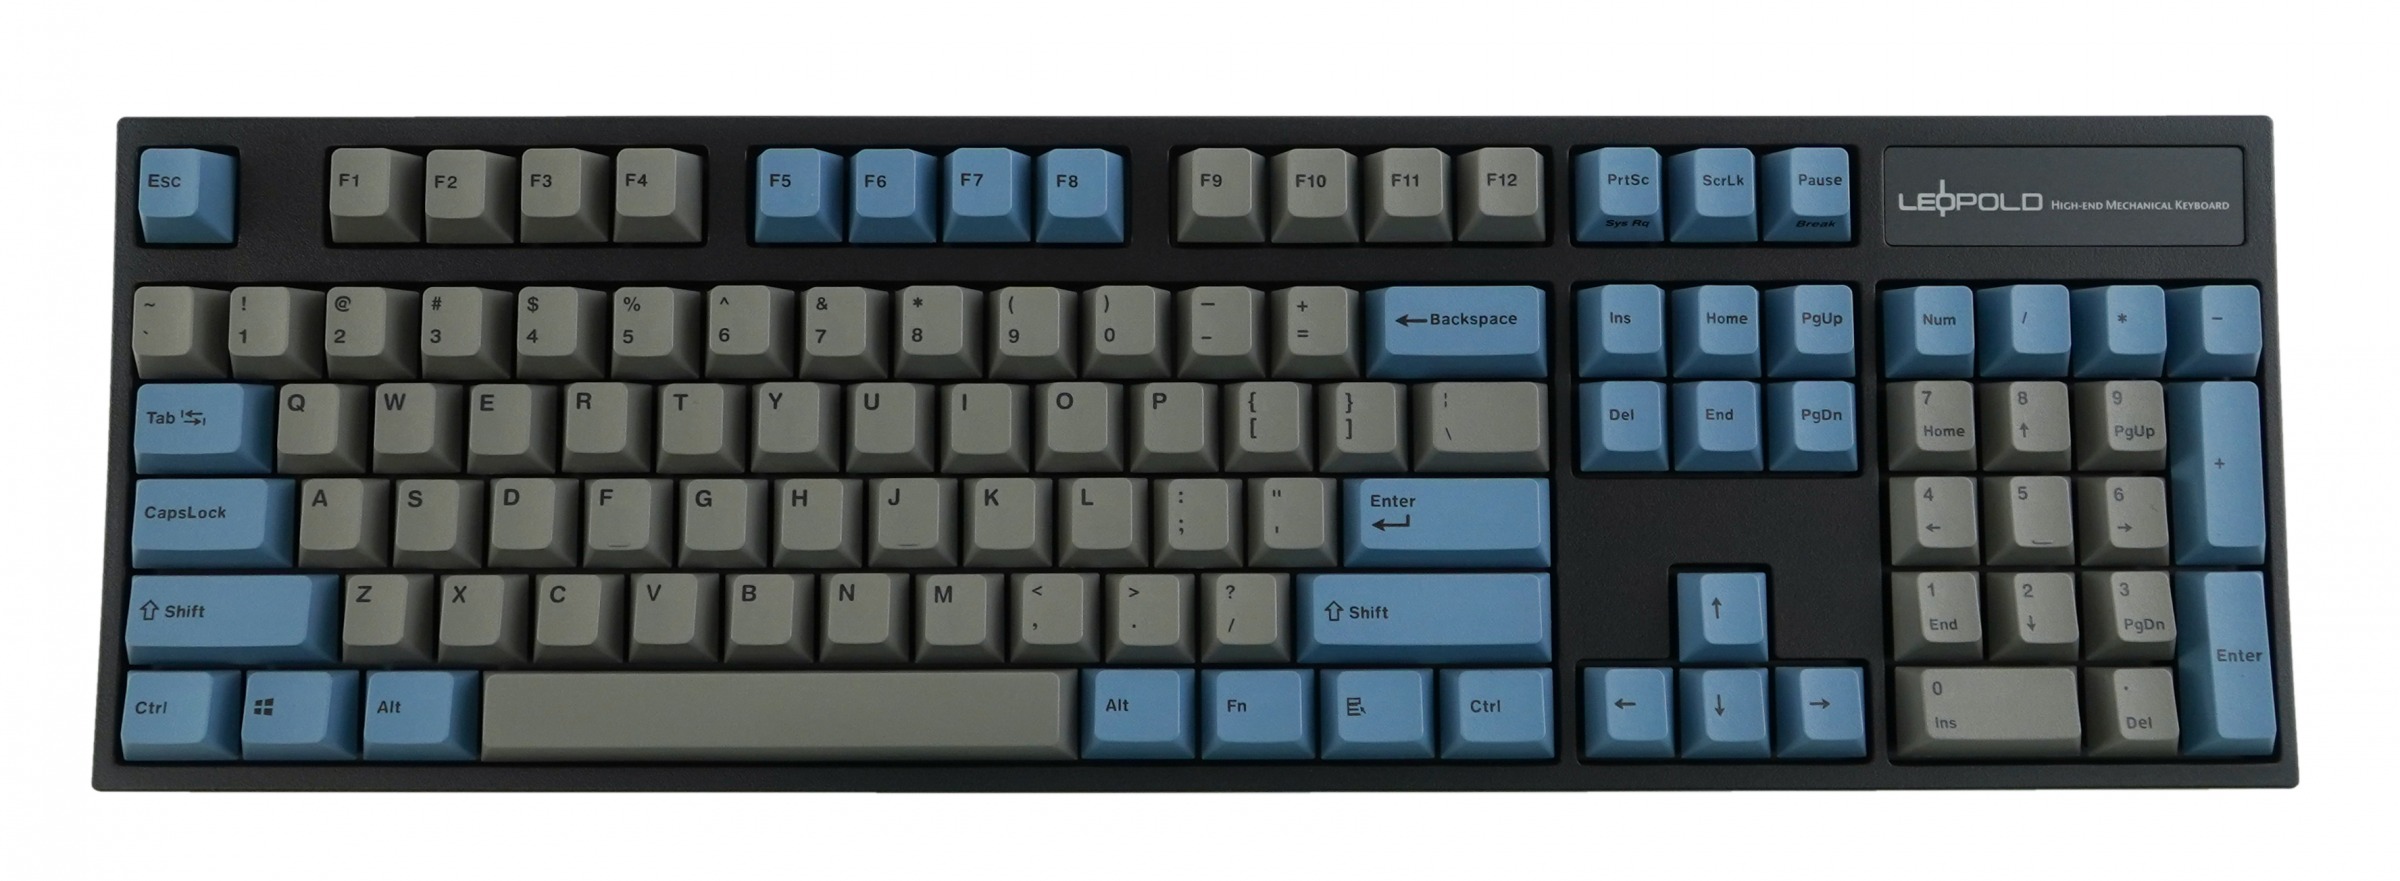 Esc F1 F2 F3 F4 F5 F6 F7 F8 F9 F10 F11 F12 PrtSc ScrLk Pause
Sys Rq Break
LEOPOLD HIGH-END MECHANICAL KEYBOARD
~ ! @ # $ % ^ & * ( ) — +
` 1 2 3 4 5 6 7 8 9 0 - = ←Backspace Ins Home PgUp Num / * -
Tab Q W E R T Y U I O P { } ¦ Del End PgDn 7 8 9 +
[ ] \ Home ↑ PgUp
CapsLock A S D F G H J K L : " Enter 4 5 6
; ' ← →
⇧ Shift Z X C V B N M < > ? ⇧ Shift ↑ 1 2 3
, . / End ↓ PgDn Enter
Ctrl Alt Alt Fn Ctrl ← ↓ → 0 .
Ins Del